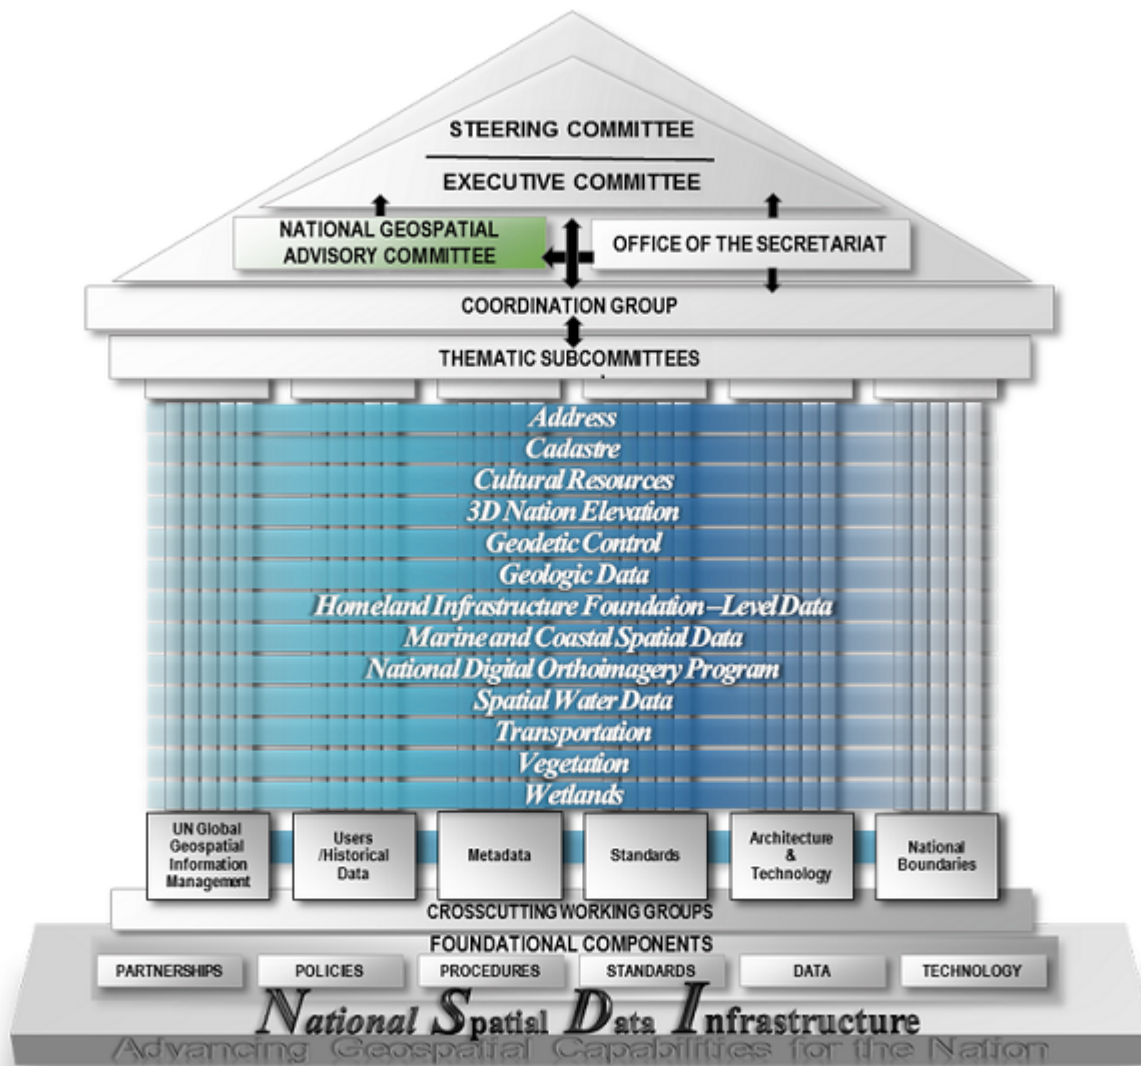 STEERING COMMITTEE
EXECUTIVE COMMITTEE
NATIONAL GEOSPATIAL
ADVISORY COMMITTEE
OFFICE OF THE SECRETARIAT
COORDINATION GROUP
THEMATIC SUBCOMMITTEES
Address
Cadastre
Cultural Resources
3D Nation Elevation
Geodetic Control
Geologic Data
Homeland Infrastructure Foundation–Level Data
Marine and Coastal Spatial Data
National Digital Orthoimagery Program
Spatial Water Data
Transportation
Vegetation
Wetlands
UN Global
Geospatial
Information
Management
Users
/Historical
Data
Metadata
Standards
Architecture
&
Technology
National
Boundaries
CROSSCUTTING WORKING GROUPS
FOUNDATIONAL COMPONENTS
PARTNERSHIPS
POLICIES
PROCEDURES
STANDARDS
DATA
TECHNOLOGY
National Spatial Data Infrastructure
Advancing Geospatial Capabilities for the Nation